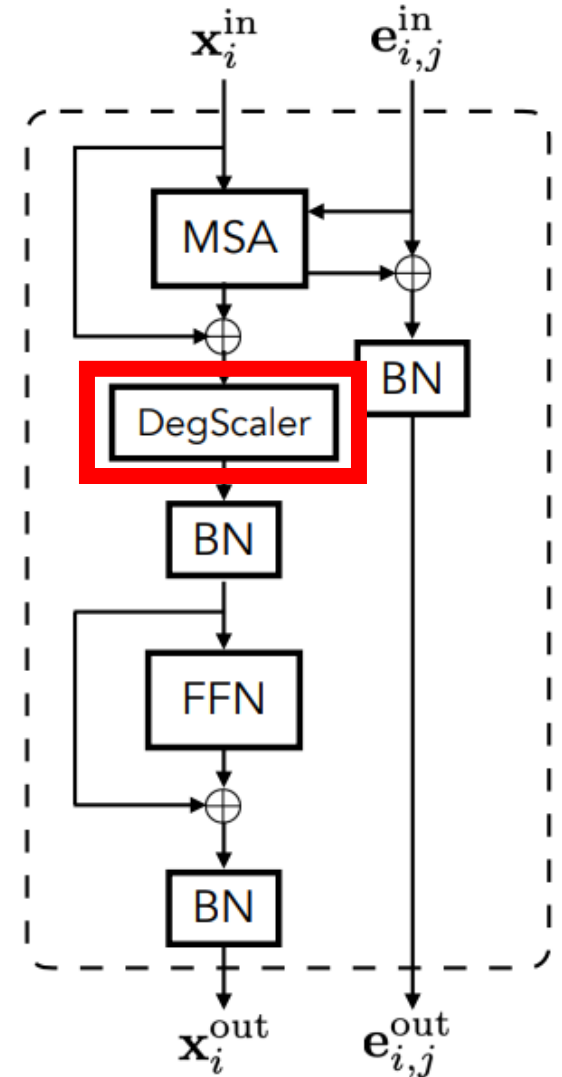 x_i^in e_{i,j}^in
MSA
BN
DegScaler
BN
FFN
BN
x_i^out e_{i,j}^out